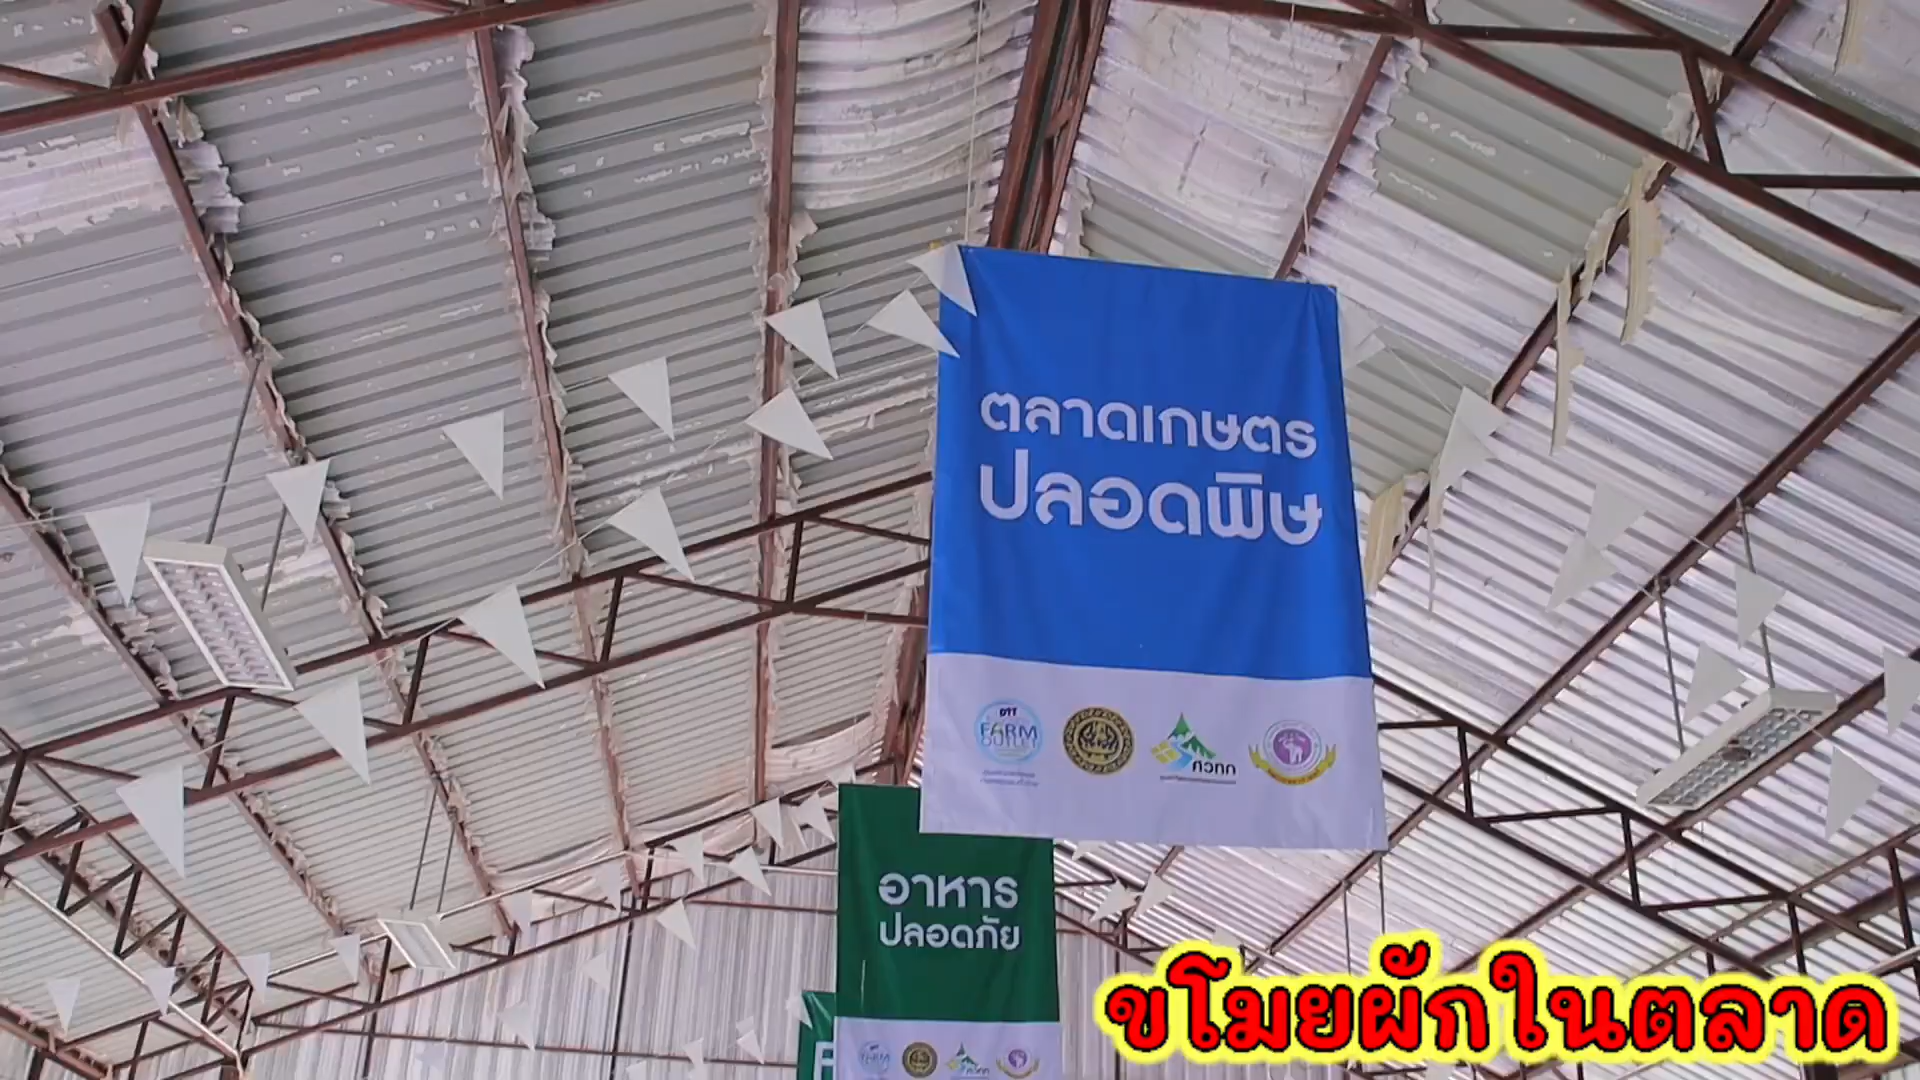 ตลาดเกษตร
ปลอดพิษ
FARM
OUTLET
ศวทก
อาหาร
ปลอดภัย
ขโมยผักในตลาด